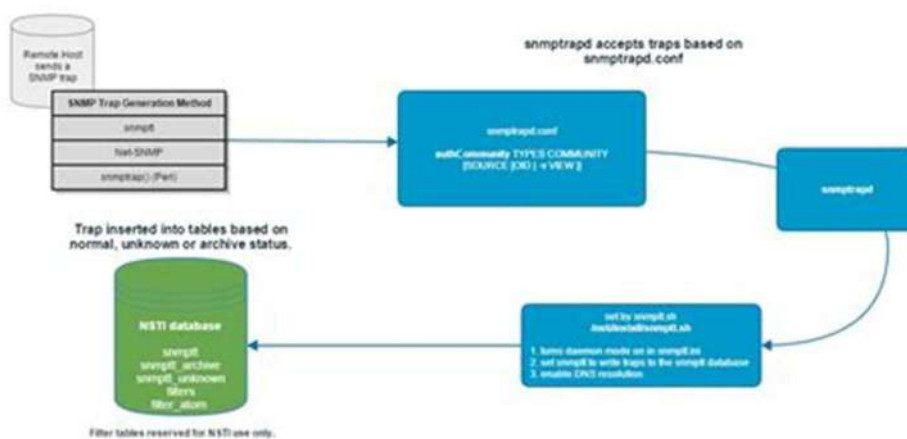 Remote Host
sends a
SNMP trap
SNMP Trap Generation Method
snmptt
Net-SNMP
snmptrap() (Perl)
snmptrapd accepts traps based on
snmptrapd.conf
snmptrapd.conf
authCommunity TYPES COMMUNITY
[SOURCE [OID | -v VIEW ]]
snmptrapd
set by snmptt.sh
1. turns daemon mode on in snmptt.ini
2. set snmptt to write traps to the snmptt database
3. enable DNS resolution
Trap inserted into tables based on
normal, unknown or archive status.
NSTI database
snmptt
snmptt_archive
snmptt_unknown
filters
filter_atom
Filter tables reserved for NSTI use only.